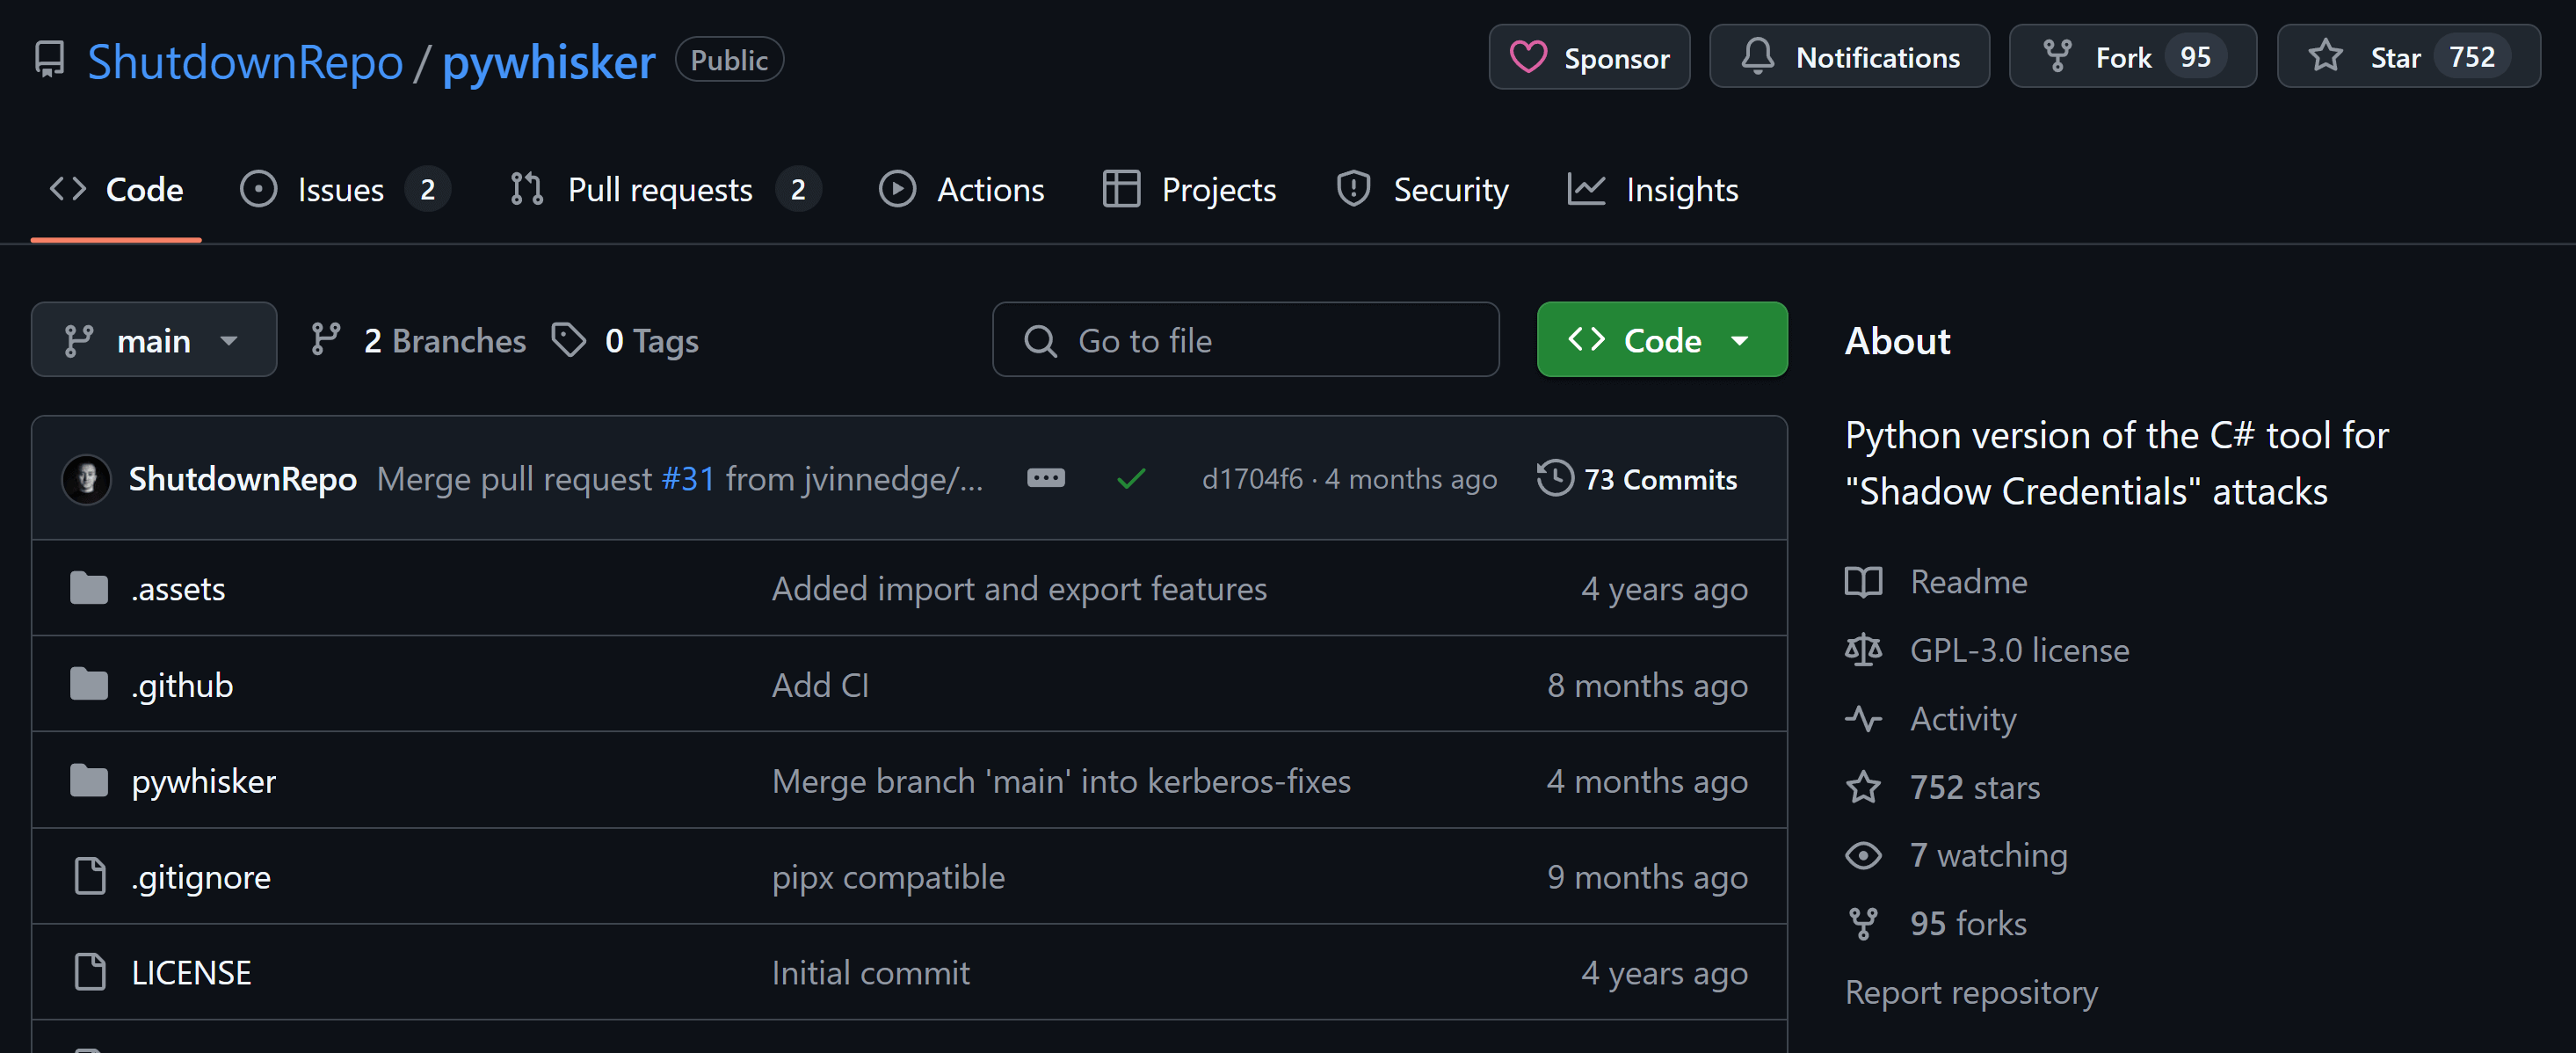 ShutdownRepo / pywhisker Public Sponsor Notifications Fork 95 Star 752
Code Issues 2 Pull requests 2 Actions Projects Security Insights
main 2 Branches 0 Tags Go to file Code
ShutdownRepo Merge pull request #31 from jvinnedge/... d1704f6 · 4 months ago 73 Commits
.assets Added import and export features 4 years ago
.github Add CI 8 months ago
pywhisker Merge branch 'main' into kerberos-fixes 4 months ago
.gitignore pipx compatible 9 months ago
LICENSE Initial commit 4 years ago
About
Python version of the C# tool for
"Shadow Credentials" attacks
Readme
GPL-3.0 license
Activity
752 stars
7 watching
95 forks
Report repository